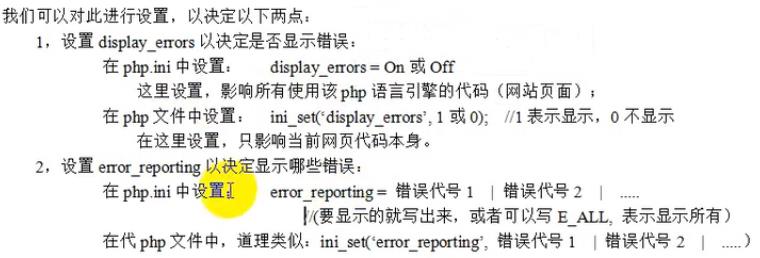 我们可以对此进行设置，以决定以下两点：
1，设置 display_errors 以决定是否显示错误：
在 php.ini 中设置： display_errors = On 或 Off
这里设置，影响所有使用该 php 语言引擎的代码（网站页面）；
在 php 文件中设置： ini_set(‘display_errors’, 1 或 0); //1 表示显示，0 不显示
在这里设置，只影响当前网页代码本身。
2，设置 error_reporting 以决定显示哪些错误：
在 php.ini 中设置： error_reporting = 错误代号 1 | 错误代号 2 | .....
//(要显示的就写出来，或者可以写 E_ALL, 表示显示所有）
在代 php 文件中，道理类似：ini_set(‘error_reporting’, 错误代号 1 | 错误代号 2 | .....）